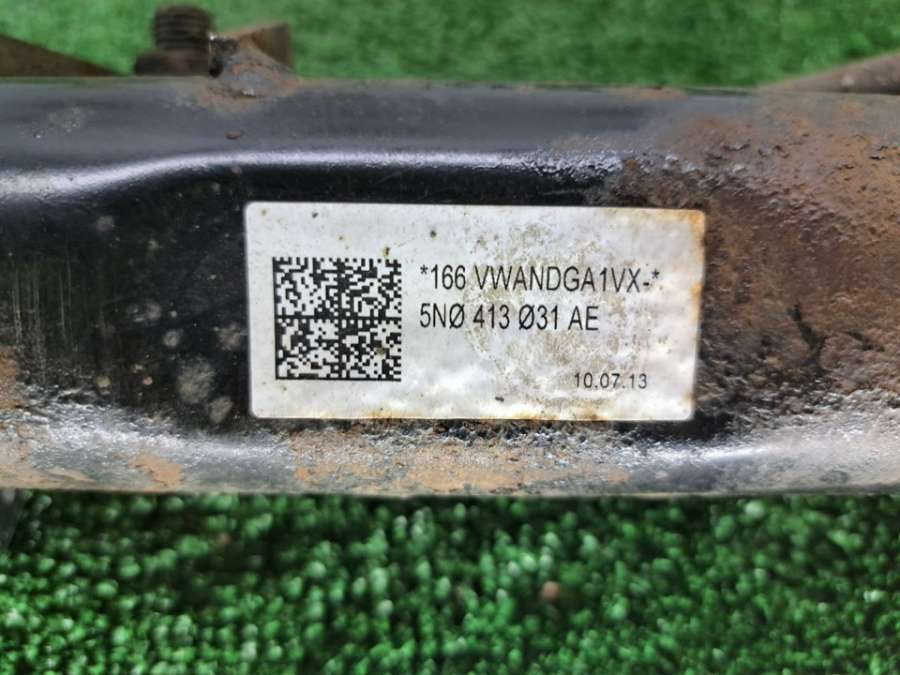 *166 VWANDGA1VX-*
5NØ 413 Ø31 AE
10.07.13